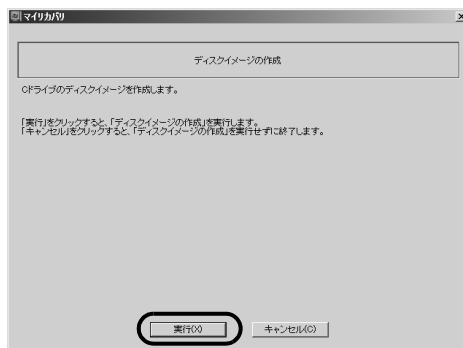 マイリカバリ
ディスクイメージの作成
Cドライブのディスクイメージを作成します。
「実行」をクリックすると、「ディスクイメージの作成」を実行します。
「キャンセル」をクリックすると、「ディスクイメージの作成」を実行せずに終了します。
実行(X) キャンセル(C)